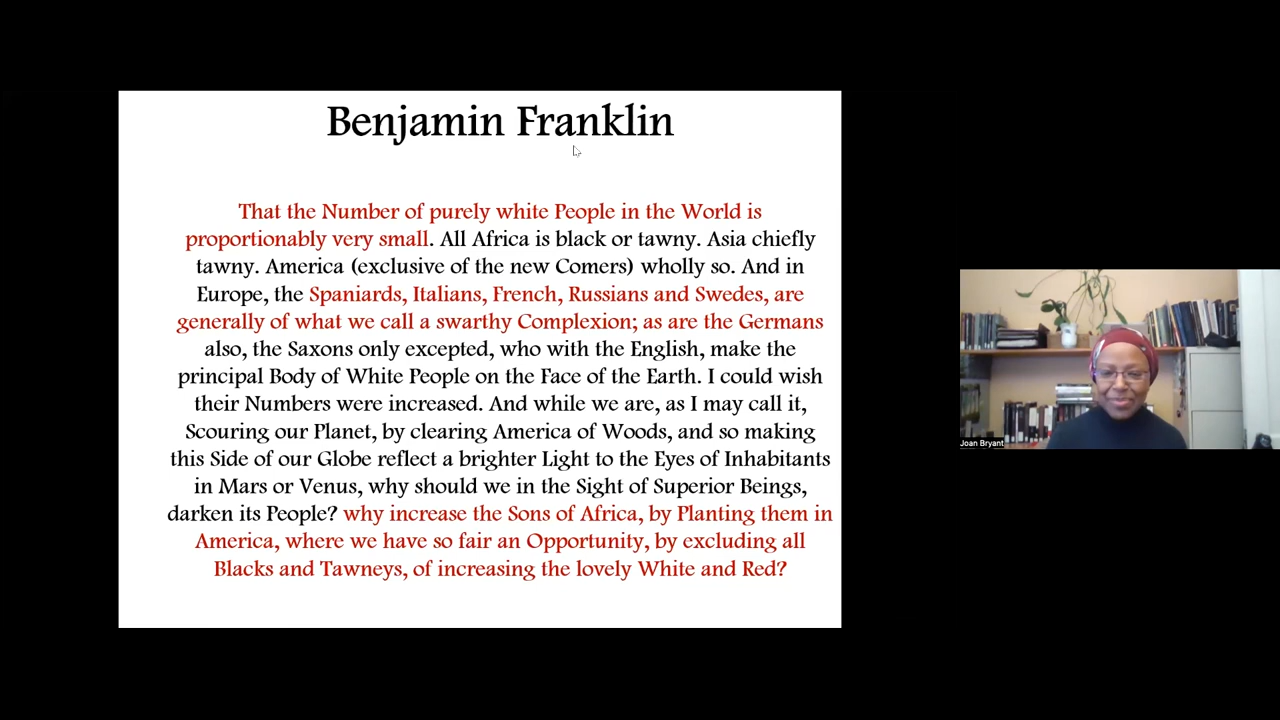 Benjamin Franklin
That the Number of purely white People in the World is
proportionably very small. All Africa is black or tawny. Asia chiefly
tawny. America (exclusive of the new Comers) wholly so. And in
Europe, the Spaniards, Italians, French, Russians and Swedes, are
generally of what we call a swarthy Complexion; as are the Germans
also, the Saxons only excepted, who with the English, make the
principal Body of White People on the Face of the Earth. I could wish
their Numbers were increased. And while we are, as I may call it,
Scouring our Planet, by clearing America of Woods, and so making
this Side of our Globe reflect a brighter Light to the Eyes of Inhabitants
in Mars or Venus, why should we in the Sight of Superior Beings,
darken its People? why increase the Sons of Africa, by Planting them in
America, where we have so fair an Opportunity, by excluding all
Blacks and Tawneys, of increasing the lovely White and Red?
Joan Bryant